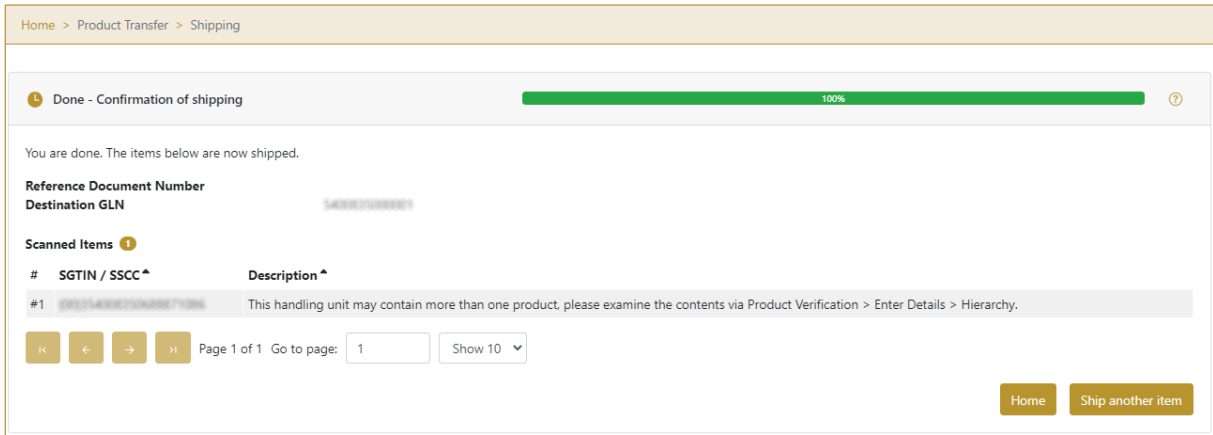 Home > Product Transfer > Shipping
Done - Confirmation of shipping
100%
You are done. The items below are now shipped.
Reference Document Number
Destination GLN
Scanned Items 1
# SGTIN / SSCC Description
#1 This handling unit may contain more than one product, please examine the contents via Product Verification > Enter Details > Hierarchy.
Page 1 of 1 Go to page: 1 Show 10
Home Ship another item